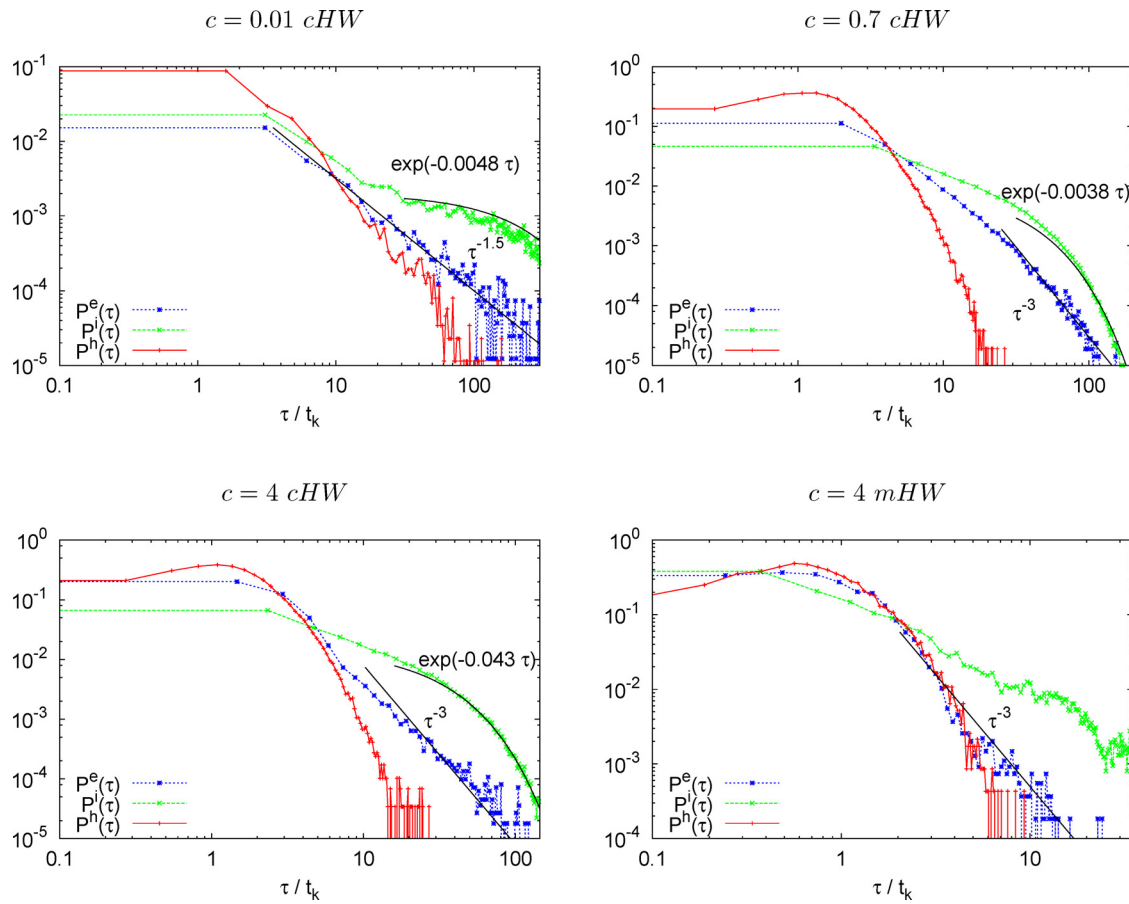 c = 0.01 cHW
10^-1
10^-2
10^-3
10^-4
10^-5
exp(-0.0048 τ)
τ^-1.5
P^e(τ)
P^i(τ)
P^h(τ)
0.1 1 10 100
τ / t_k
c = 0.7 cHW
10^0
10^-1
10^-2
10^-3
10^-4
10^-5
exp(-0.0038 τ)
τ^-3
P^e(τ)
P^i(τ)
P^h(τ)
0.1 1 10 100
τ / t_k
c = 4 cHW
10^0
10^-1
10^-2
10^-3
10^-4
10^-5
exp(-0.043 τ)
τ^-3
P^e(τ)
P^i(τ)
P^h(τ)
0.1 1 10 100
τ / t_k
c = 4 mHW
10^0
10^-1
10^-2
10^-3
10^-4
τ^-3
P^e(τ)
P^i(τ)
P^h(τ)
0.1 1 10
τ / t_k